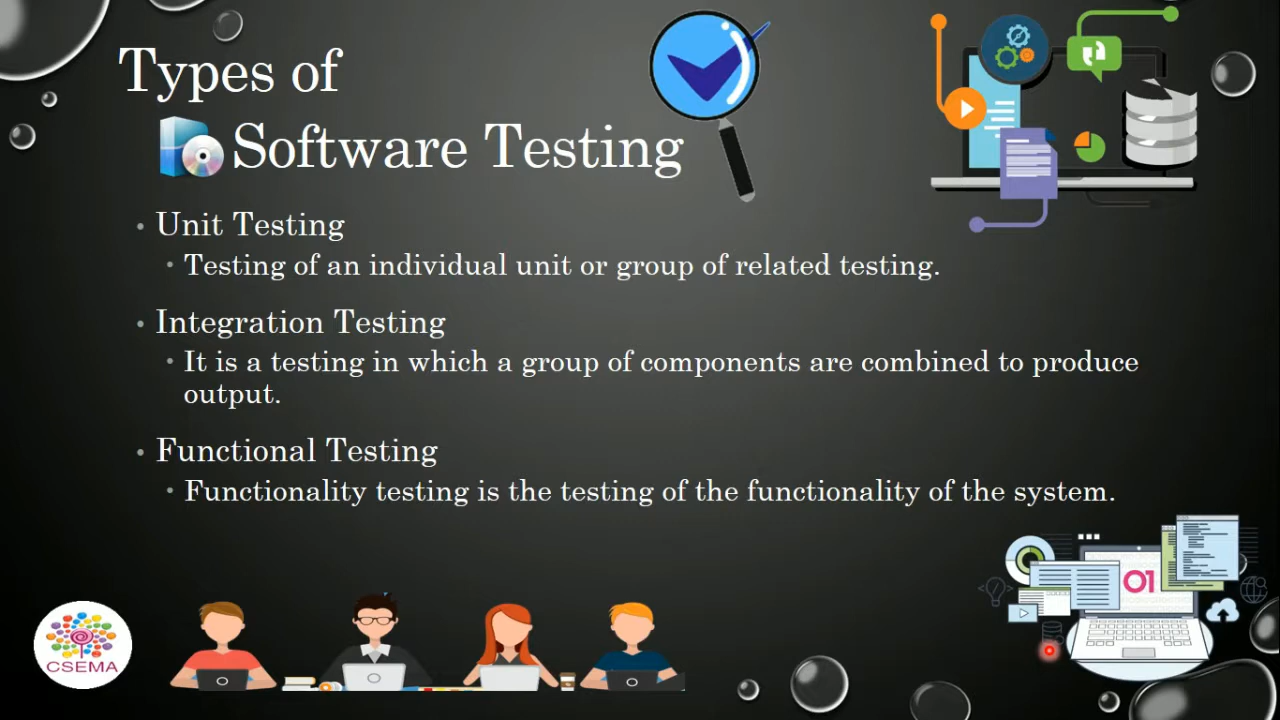 Types of
Software Testing
• Unit Testing
• Testing of an individual unit or group of related testing.
• Integration Testing
• It is a testing in which a group of components are combined to produce
output.
• Functional Testing
• Functionality testing is the testing of the functionality of the system.
01
CSEMA